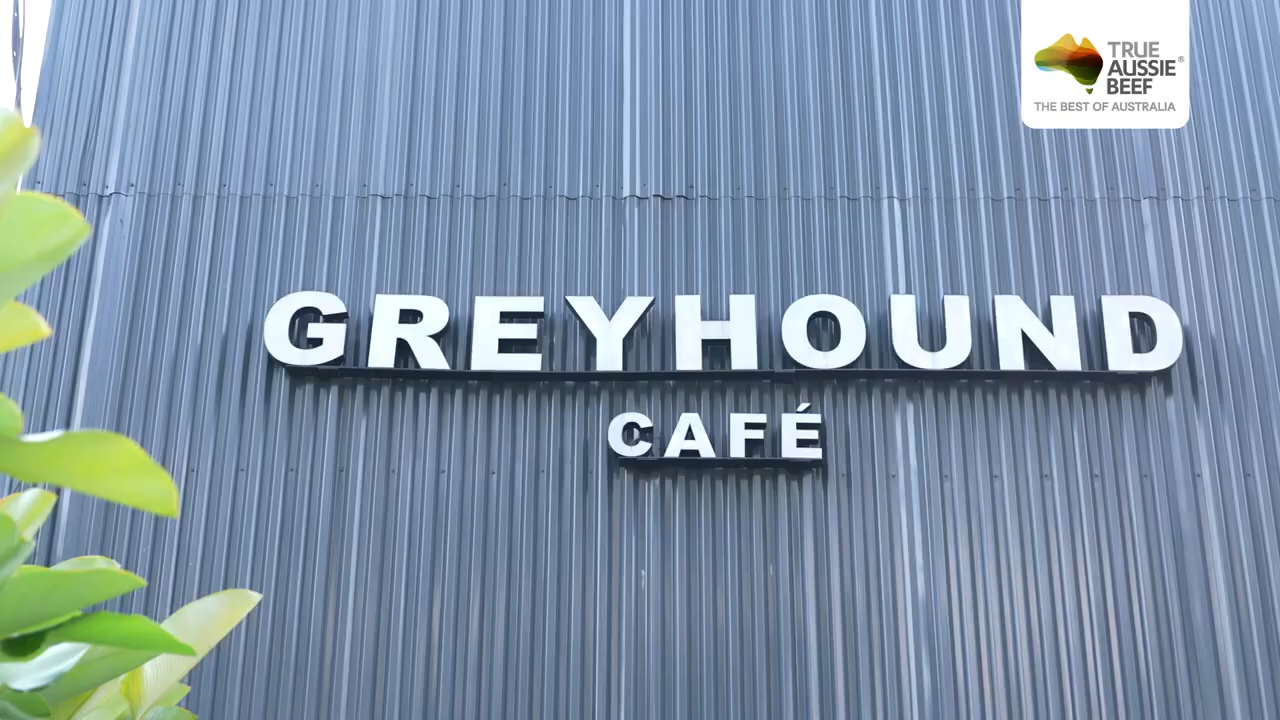 TRUE
AUSSIE®
BEEF
THE BEST OF AUSTRALIA
GREYHOUND
CAFÉ